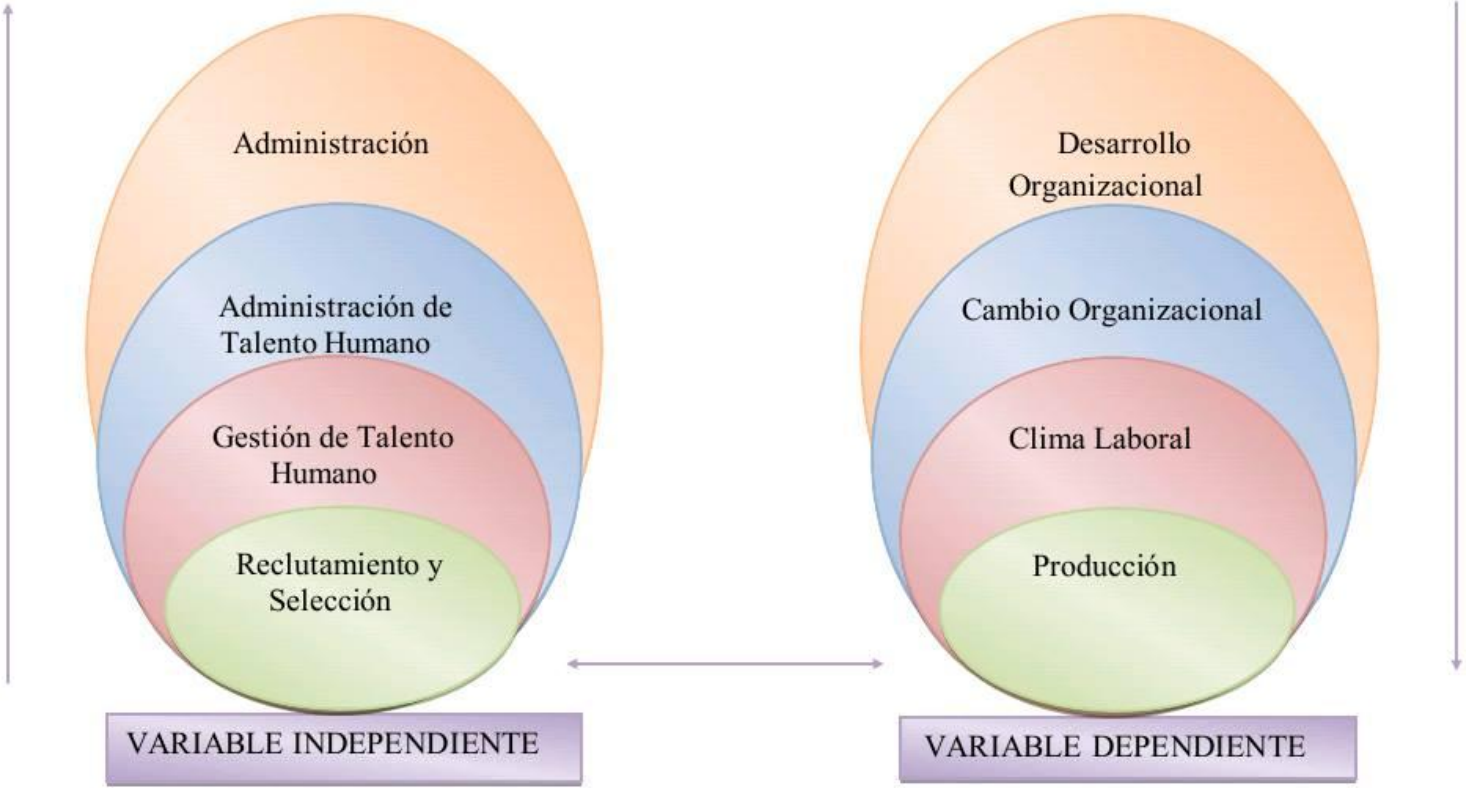 Administración
Administración de
Talento Humano
Gestión de Talento
Humano
Reclutamiento y
Selección
VARIABLE INDEPENDIENTE
Desarrollo
Organizacional
Cambio Organizacional
Clima Laboral
Producción
VARIABLE DEPENDIENTE